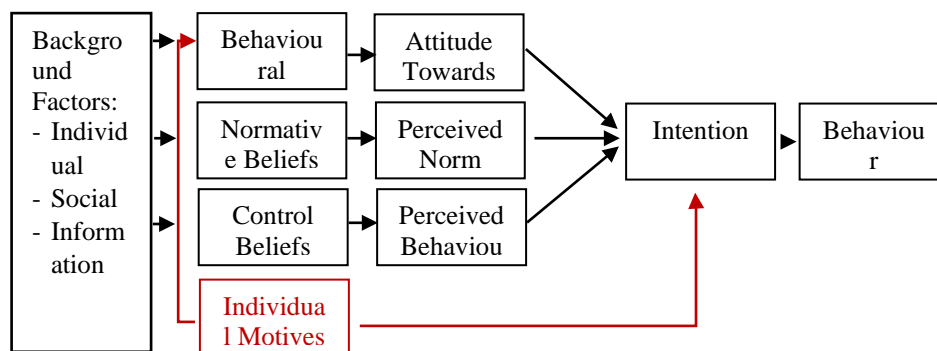 Backgro
und
Factors:
- Individ
ual
- Social
- Inform
ation
Behaviou
ral
Attitude
Towards
Normativ
e Beliefs
Perceived
Norm
Control
Beliefs
Perceived
Behaviou
Individua
l Motives
Intention
Behaviou
r